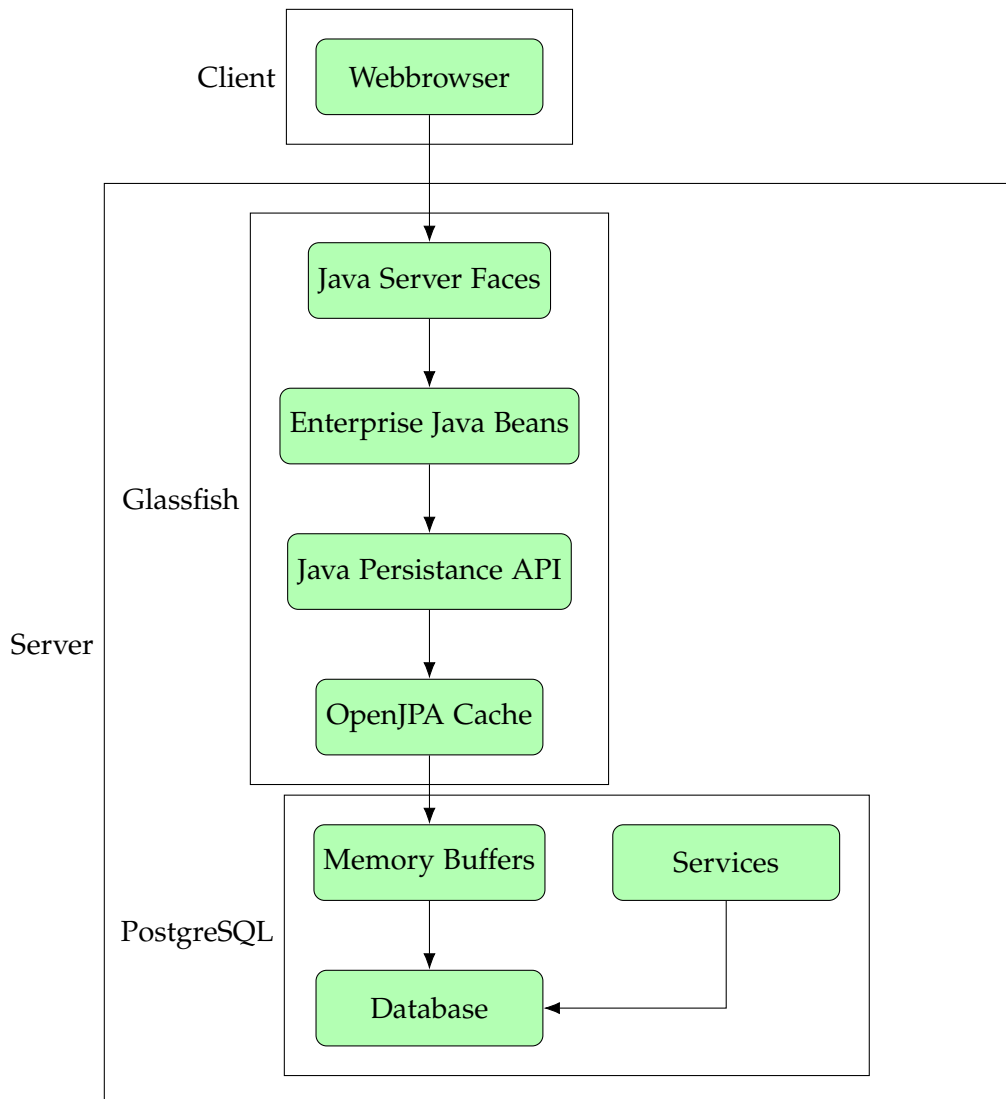 Client
Webbrowser
Java Server Faces
Enterprise Java Beans
Glassfish
Java Persistance API
Server
OpenJPA Cache
Memory Buffers
Services
PostgreSQL
Database